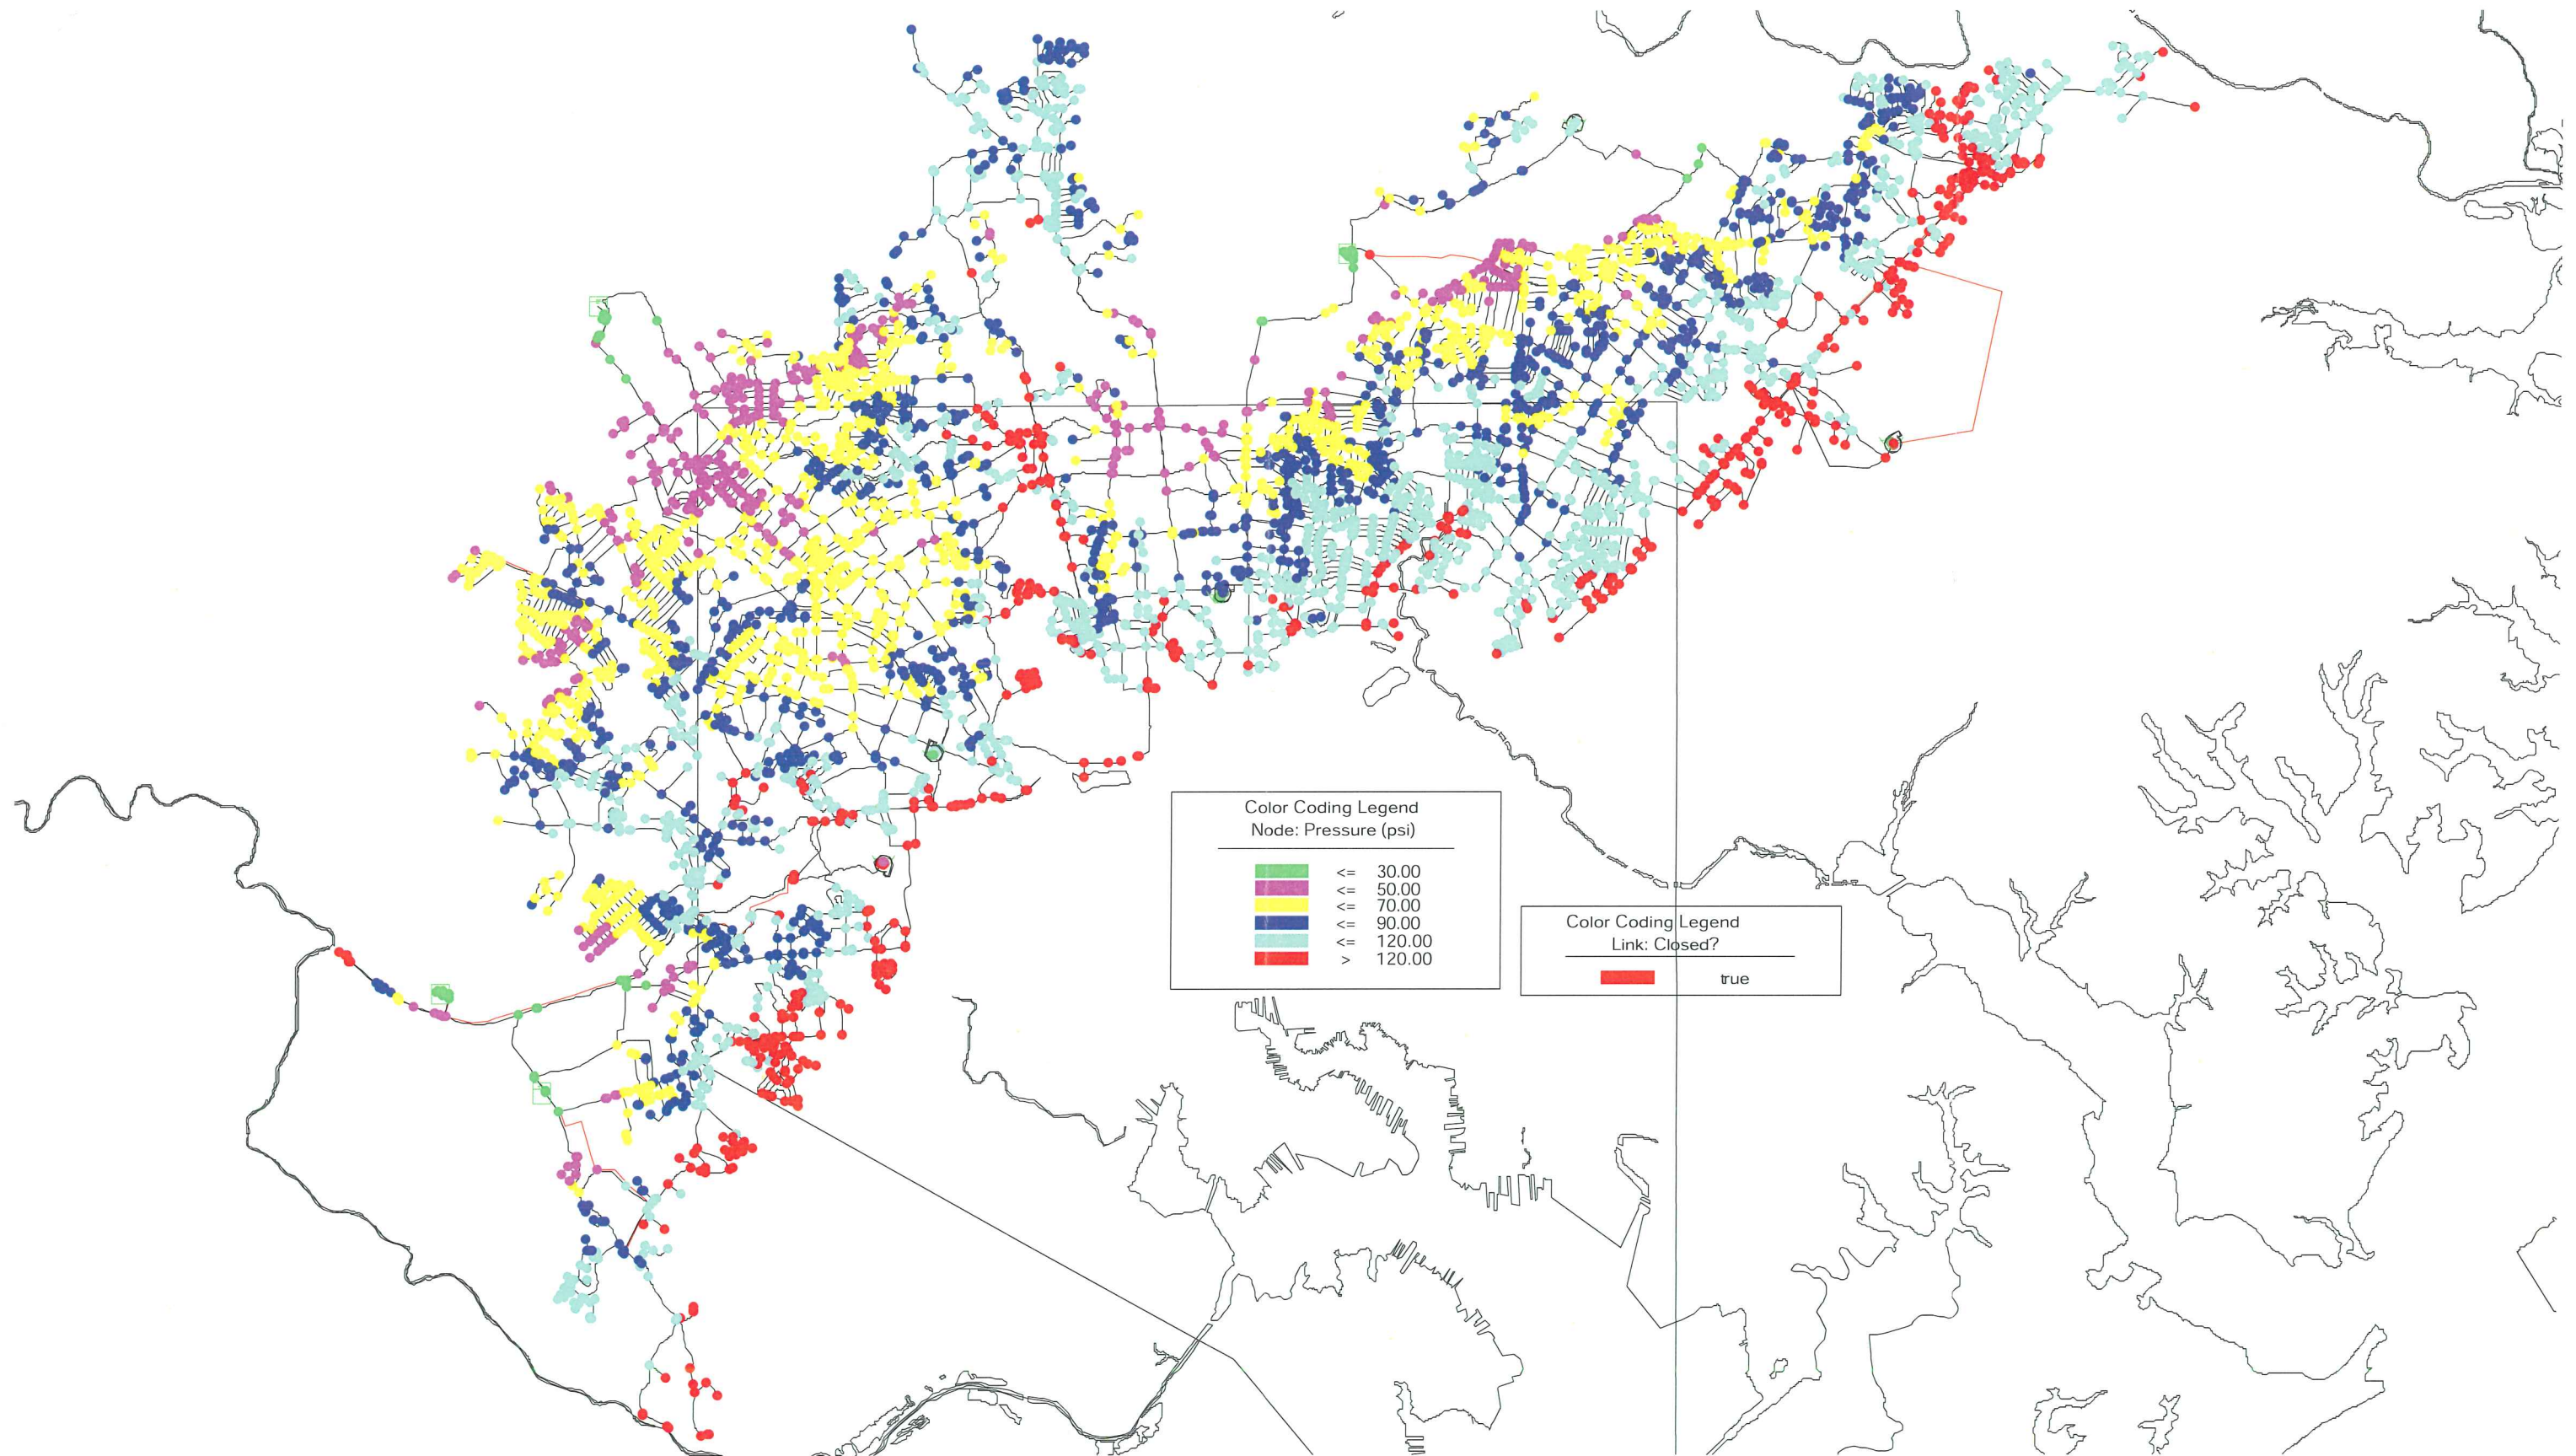 Color Coding Legend
Node: Pressure (psi)
<= 30.00
<= 50.00
<= 70.00
<= 90.00
<= 120.00
> 120.00
Color Coding Legend
Link: Closed?
true